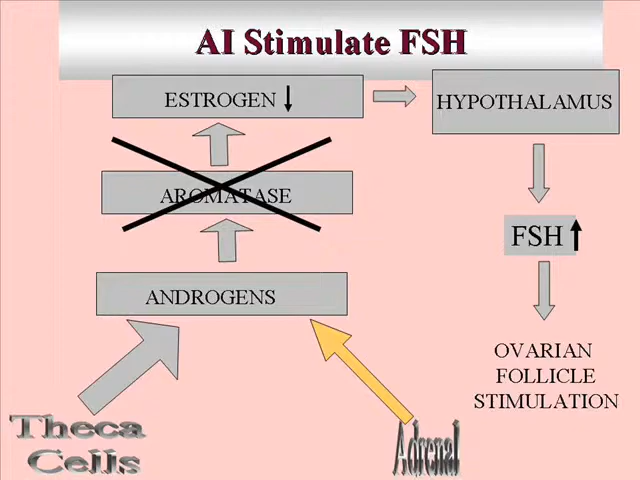 AI Stimulate FSH
ESTROGEN
HYPOTHALAMUS
AROMATASE
FSH
ANDROGENS
OVARIAN
FOLLICLE
STIMULATION
Theca
Cells
Adrenal